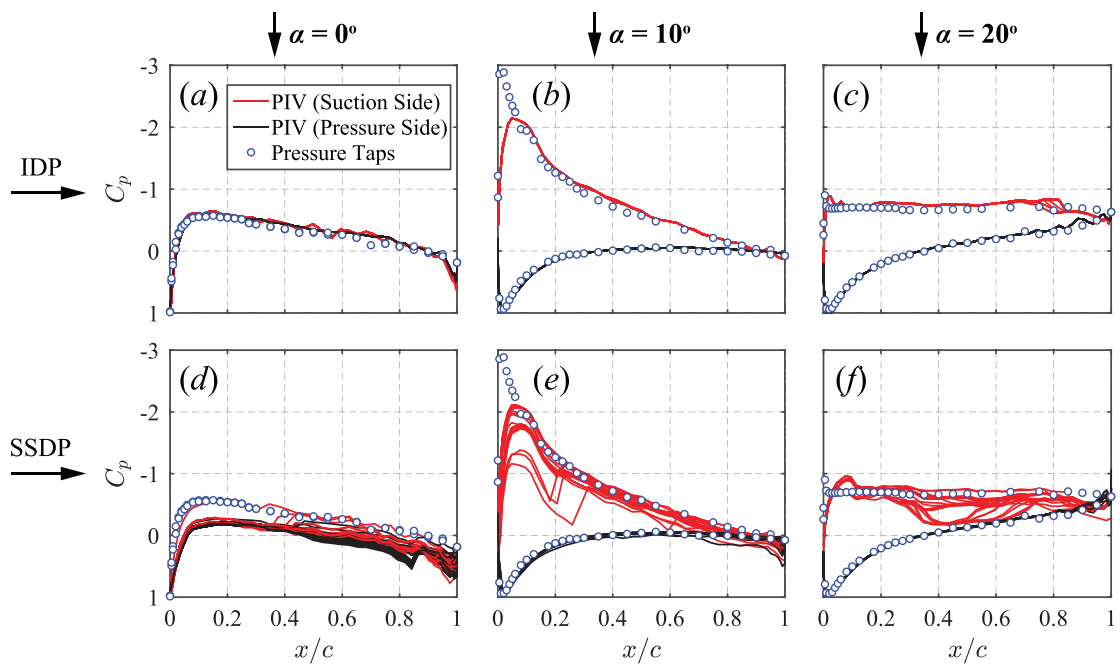 α = 0° α = 10° α = 20°
-3 (a) (b) (c)
PIV (Suction Side)
PIV (Pressure Side)
Pressure Taps
-2
IDP
-1
C_p
0
1
-3 (d) (e) (f)
-2
SSDP
-1
C_p
0
1
0 0.2 0.4 0.6 0.8 1 0 0.2 0.4 0.6 0.8 1 0 0.2 0.4 0.6 0.8 1
x/c x/c x/c